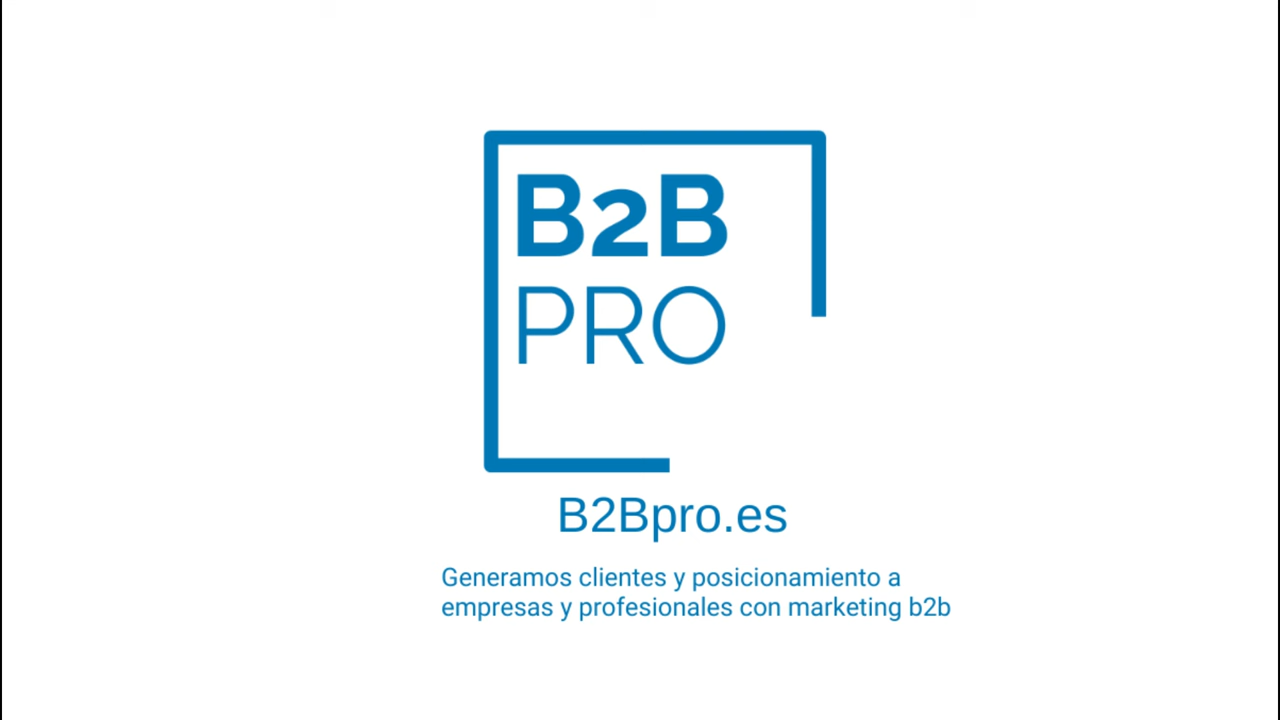 B2B
PRO
B2Bpro.es
Generamos clientes y posicionamiento a
empresas y profesionales con marketing b2b